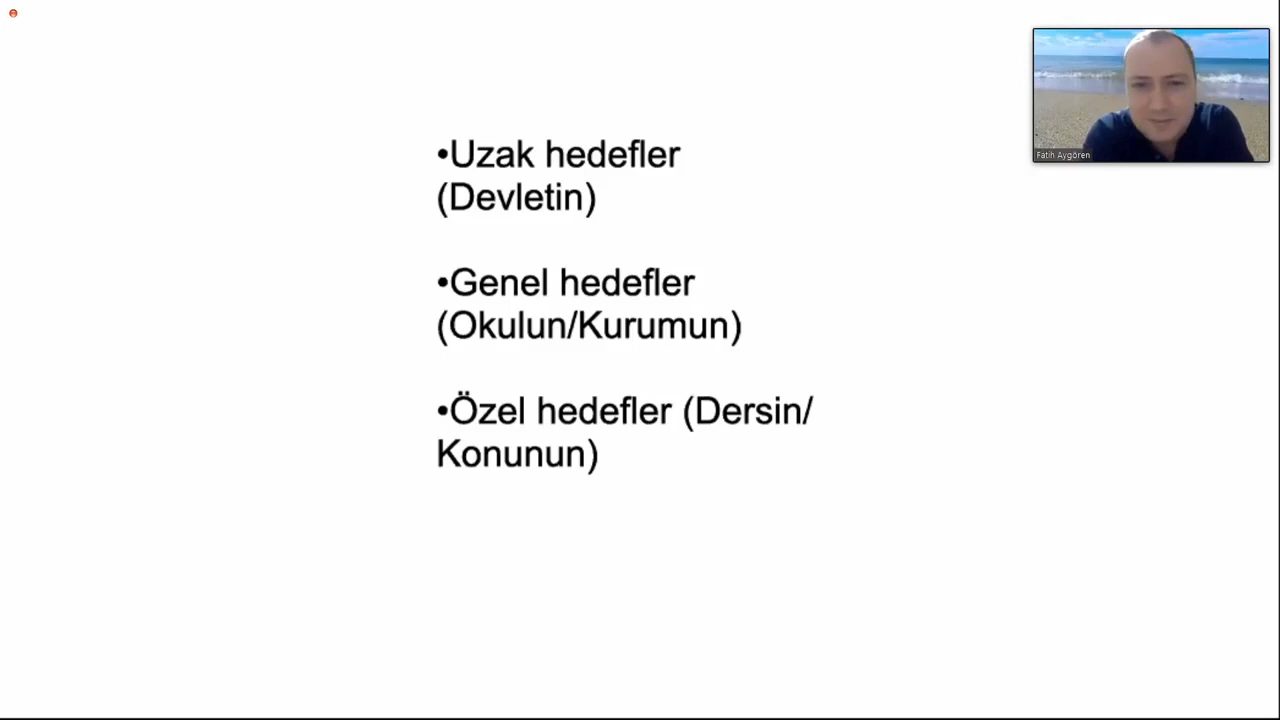 •Uzak hedefler
(Devletin)
•Genel hedefler
(Okulun/Kurumun)
•Özel hedefler (Dersin/
Konunun)
Fatih Aygören